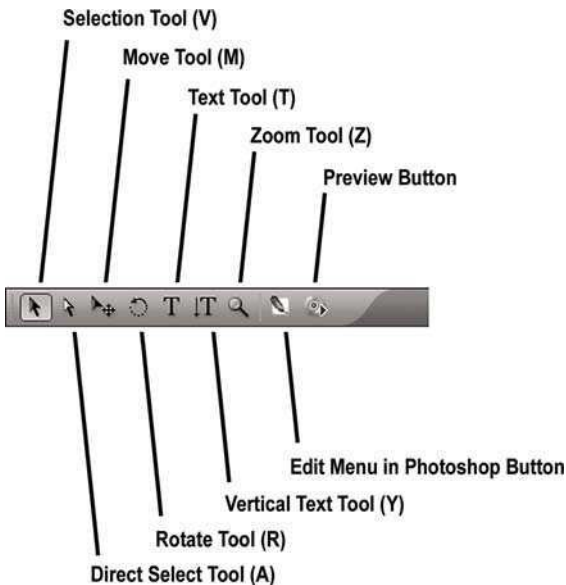 Selection Tool (V)
Move Tool (M)
Text Tool (T)
Zoom Tool (Z)
Preview Button
T
T
Edit Menu in Photoshop Button
Vertical Text Tool (Y)
Rotate Tool (R)
Direct Select Tool (A)